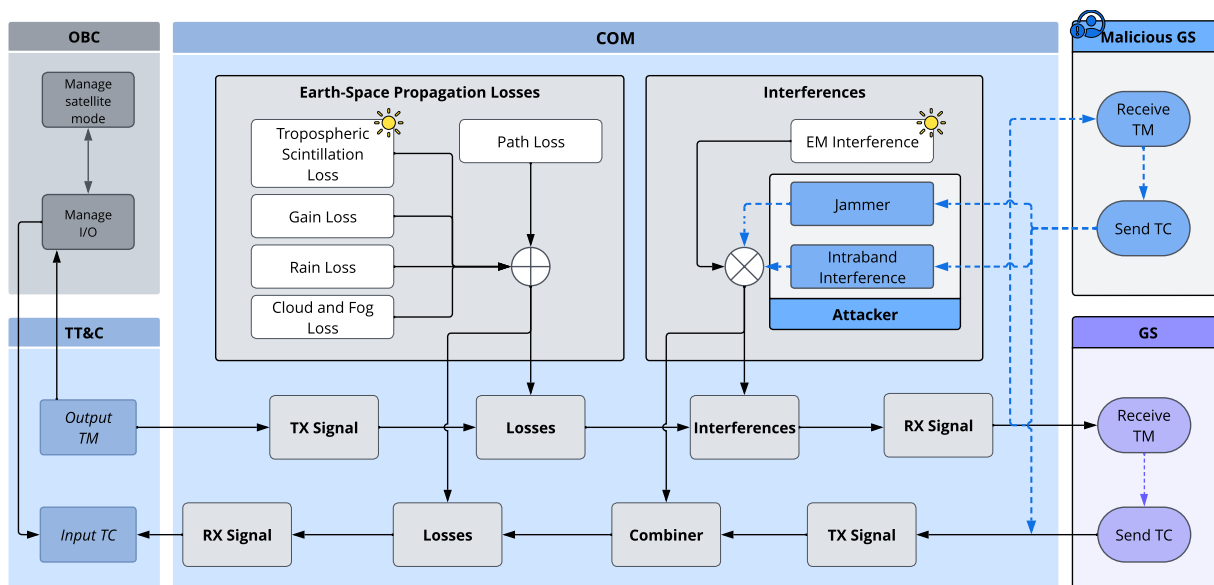 OBC
Manage
satellite
mode
Manage
I/O
TT&C
Output
TM
Input TC
COM
Earth-Space Propagation Losses
Tropospheric
Scintillation
Loss
Path Loss
Gain Loss
Rain Loss
Cloud and Fog
Loss
Interferences
EM Interference
Jammer
Intraband
Interference
Attacker
TX Signal
Losses
Interferences
RX Signal
RX Signal
Losses
Combiner
TX Signal
Malicious GS
Receive
TM
Send TC
GS
Receive
TM
Send TC